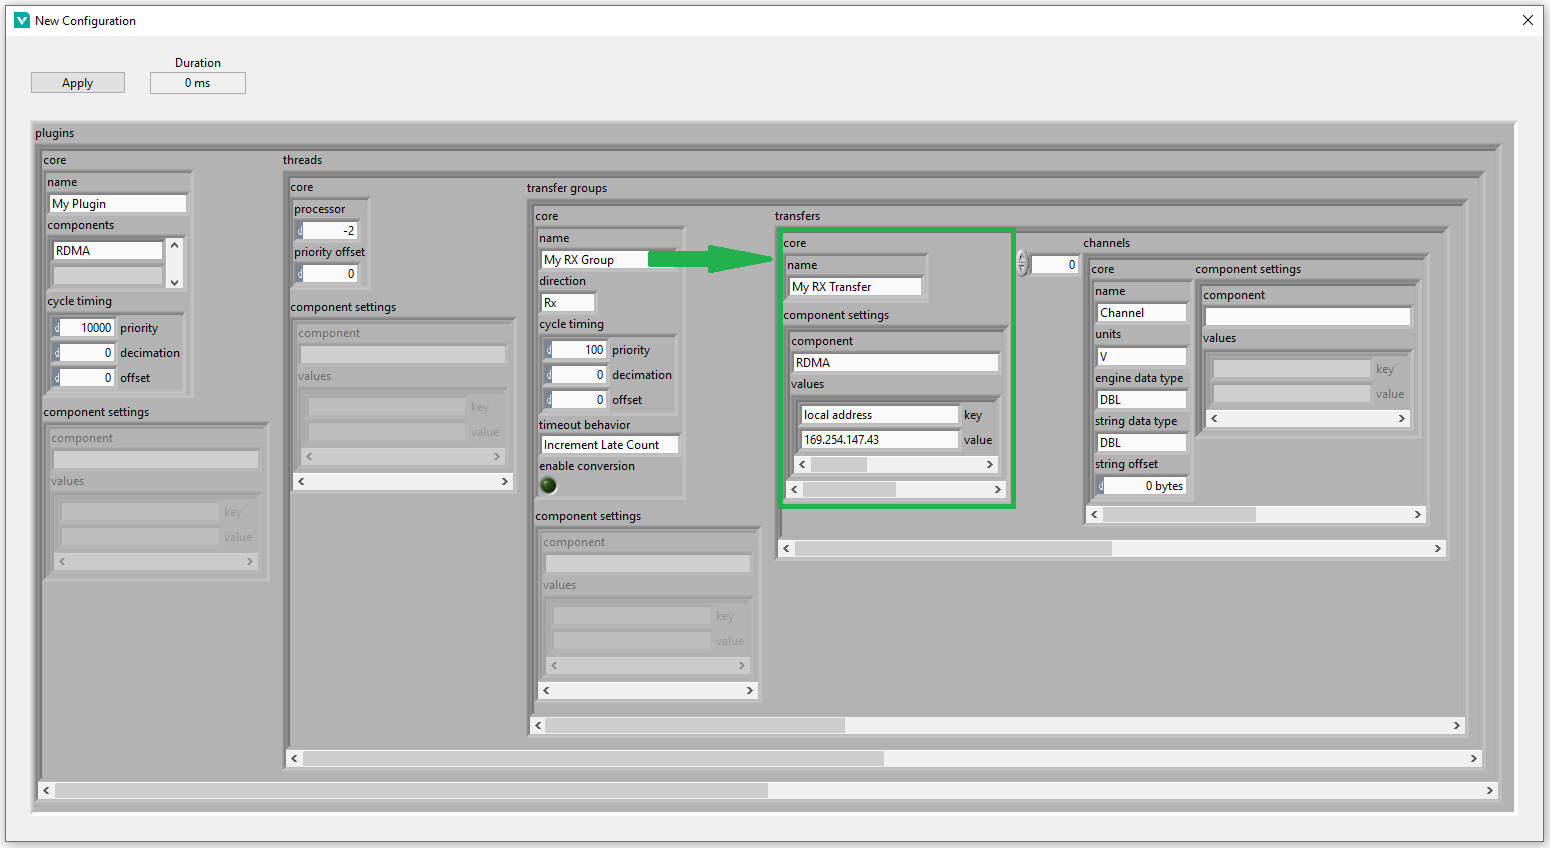 New Configuration
Apply
Duration
0 ms
plugins
core
name
My Plugin
components
RDMA
cycle timing
10000 priority
0 decimation
0 offset
component settings
component
values
key
value
threads
core
processor
-2
priority offset
0
component settings
component
values
key
value
transfer groups
core
name
My RX Group
direction
Rx
cycle timing
100 priority
0 decimation
0 offset
timeout behavior
Increment Late Count
enable conversion
component settings
component
values
key
value
transfers
core
name
My RX Transfer
component settings
component
RDMA
values
local address key
169.254.147.43 value
0
channels
core
name
Channel
units
V
engine data type
DBL
string data type
DBL
string offset
0 bytes
component settings
component
values
key
value